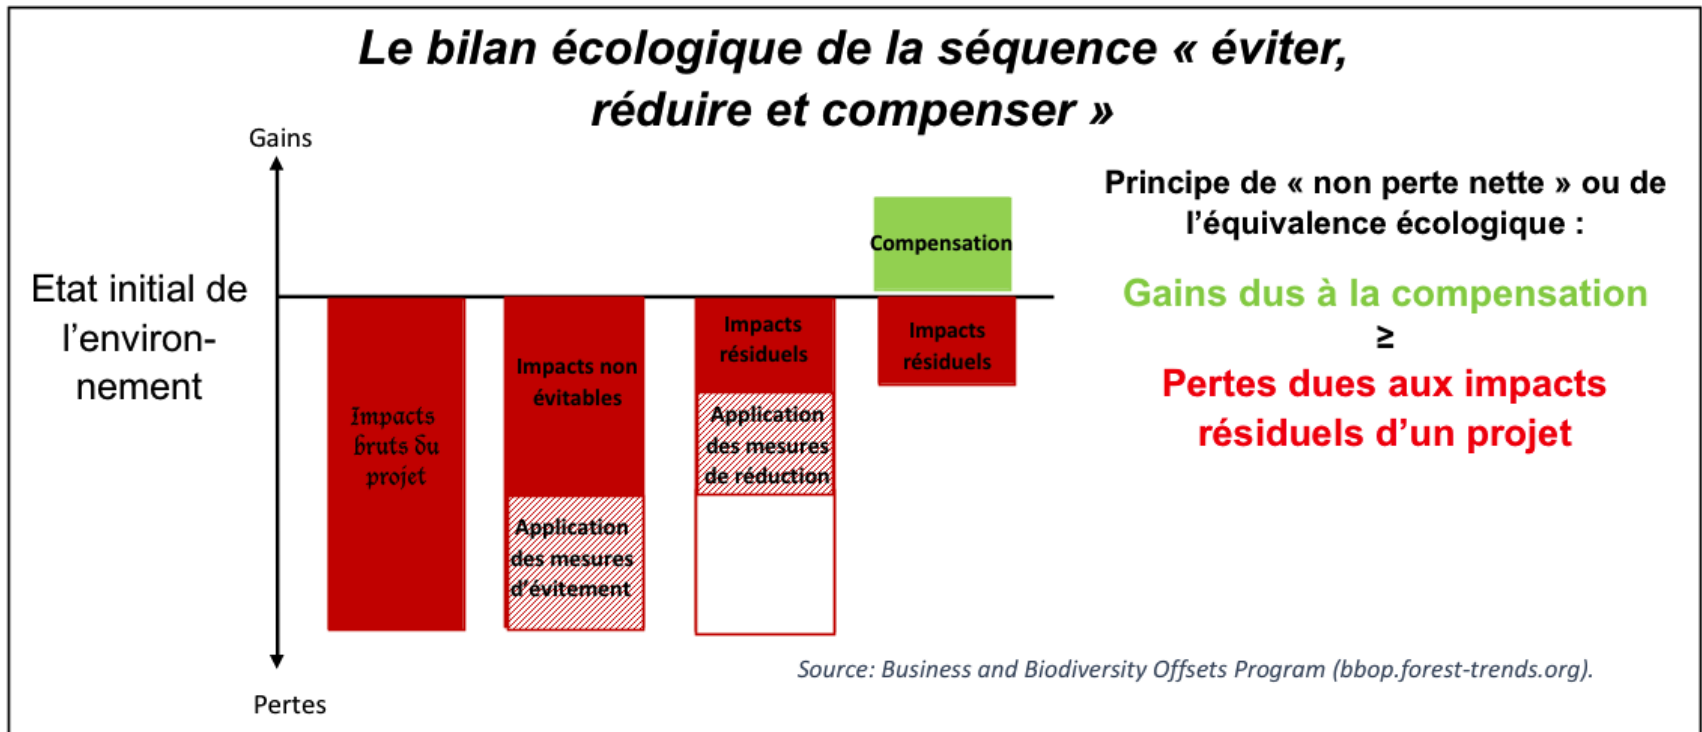 Le bilan écologique de la séquence « éviter,
réduire et compenser »
Gains
Etat initial de
l'environ-
nement
Pertes
Impacts
bruts du
projet
Impacts non
évitables
Application
des mesures
d'évitement
Impacts
résiduels
Application
des mesures
de réduction
Compensation
Impacts
résiduels
Principe de « non perte nette » ou de
l'équivalence écologique :
Gains dus à la compensation
≥
Pertes dues aux impacts
résiduels d'un projet
Source: Business and Biodiversity Offsets Program (bbop.forest-trends.org).